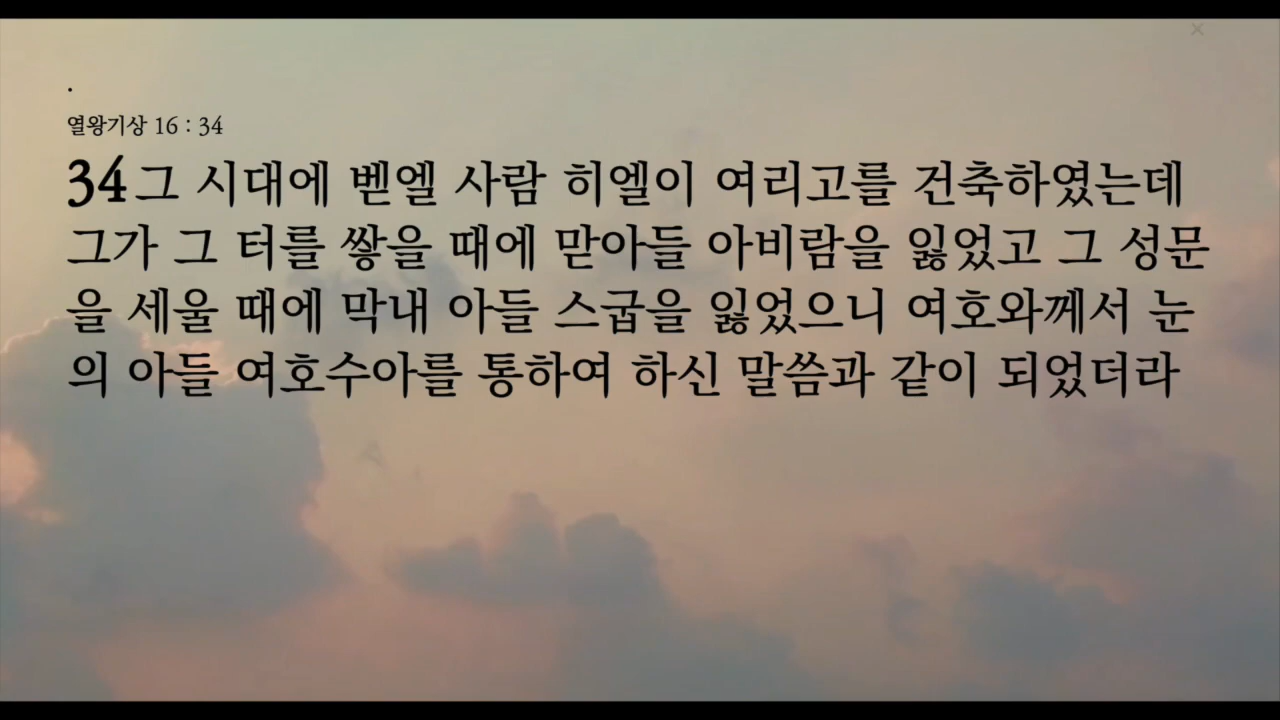 .
열왕기상 16 : 34
34그 시대에 벧엘 사람 히엘이 여리고를 건축하였는데
그가 그 터를 쌓을 때에 맏아들 아비람을 잃었고 그 성문
을 세울 때에 막내 아들 스굽을 잃었으니 여호와께서 눈
의 아들 여호수아를 통하여 하신 말씀과 같이 되었더라